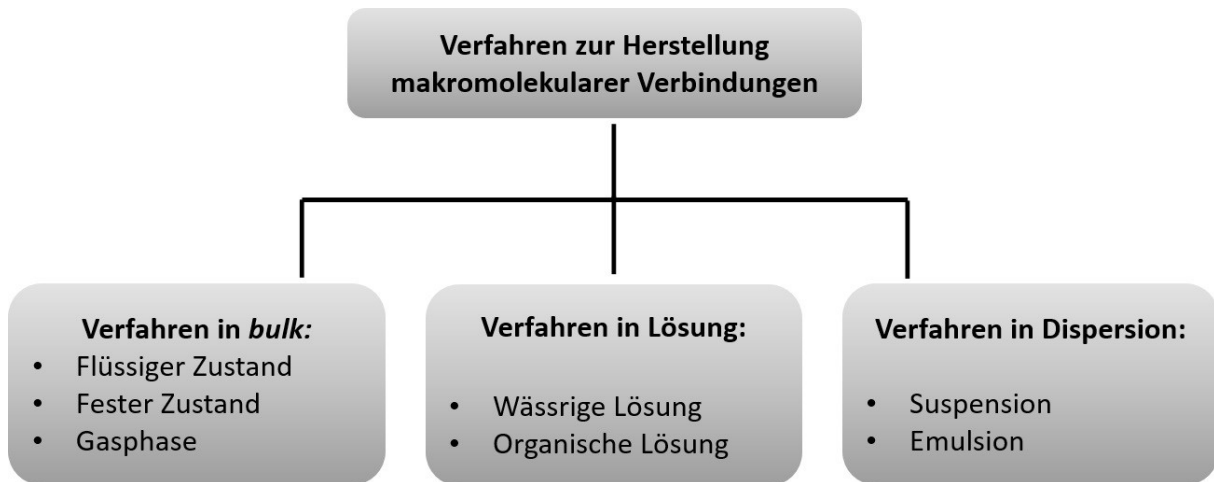 Verfahren zur Herstellung
makromolekularer Verbindungen
Verfahren in bulk:
• Flüssiger Zustand
• Fester Zustand
• Gasphase
Verfahren in Lösung:
• Wässrige Lösung
• Organische Lösung
Verfahren in Dispersion:
• Suspension
• Emulsion